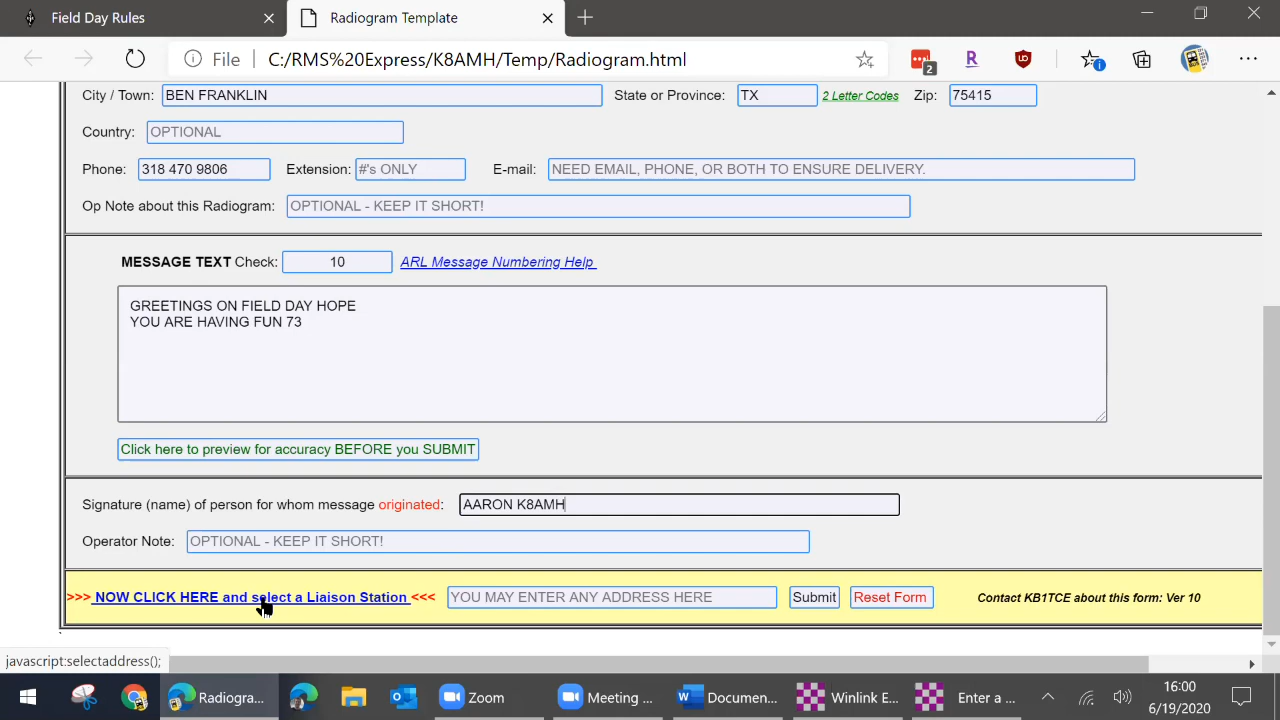 Field Day Rules
Radiogram Template
File C:/RMS%20Express/K8AMH/Temp/Radiogram.html
2
R
City / Town: BEN FRANKLIN State or Province: TX 2 Letter Codes Zip: 75415
Country: OPTIONAL
Phone: 318 470 9806 Extension: #'s ONLY E-mail: NEED EMAIL, PHONE, OR BOTH TO ENSURE DELIVERY.
Op Note about this Radiogram: OPTIONAL - KEEP IT SHORT!
MESSAGE TEXT Check: 10 ARL Message Numbering Help
GREETINGS ON FIELD DAY HOPE
YOU ARE HAVING FUN 73
Click here to preview for accuracy BEFORE you SUBMIT
Signature (name) of person for whom message originated: AARON K8AMH
Operator Note: OPTIONAL - KEEP IT SHORT!
>>> NOW CLICK HERE and select a Liaison Station <<< YOU MAY ENTER ANY ADDRESS HERE Submit Reset Form Contact KB1TCE about this form: Ver 10
javascript:selectaddress();
Radiogra... Zoom Meeting ... Documen... Winlink E... Enter a ...
16:00
6/19/2020